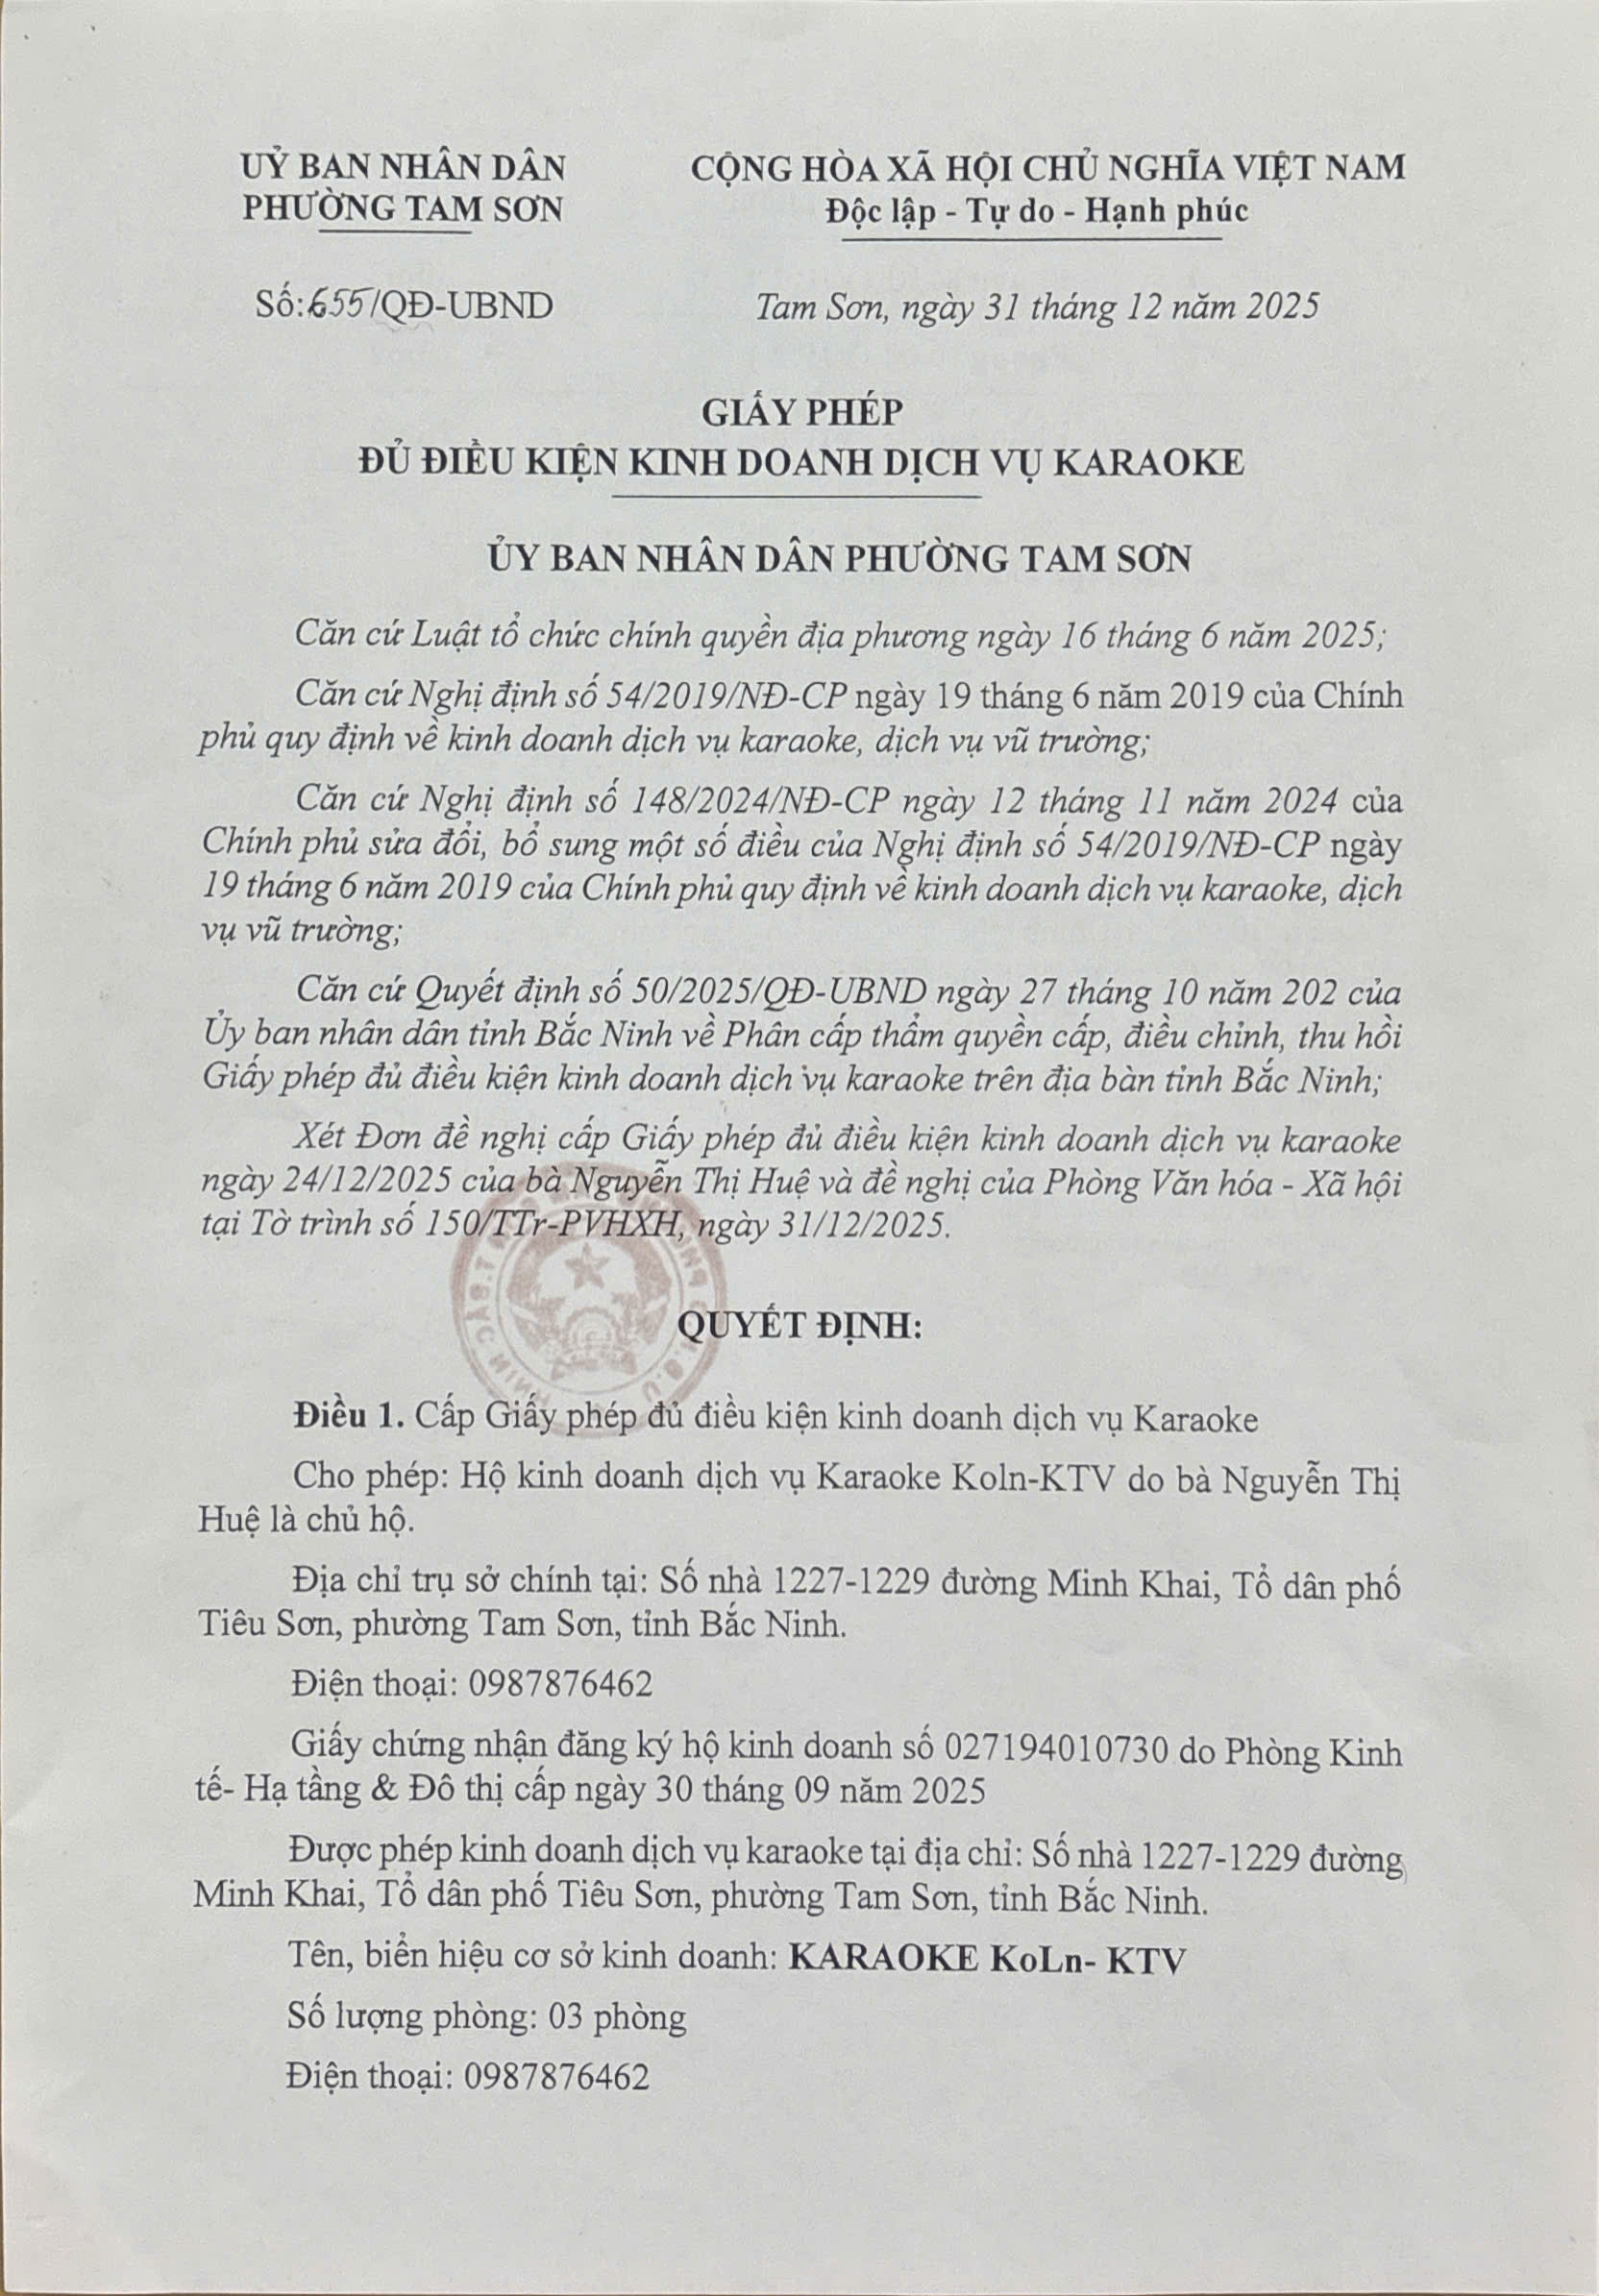 UỶ BAN NHÂN DÂN
PHƯỜNG TAM SƠN
CỘNG HÒA XÃ HỘI CHỦ NGHĨA VIỆT NAM
Độc lập - Tự do - Hạnh phúc
Số:655/QĐ-UBND
Tam Sơn, ngày 31 tháng 12 năm 2025
GIẤY PHÉP
ĐỦ ĐIỀU KIỆN KINH DOANH DỊCH VỤ KARAOKE
ỦY BAN NHÂN DÂN PHƯỜNG TAM SƠN
Căn cứ Luật tổ chức chính quyền địa phương ngày 16 tháng 6 năm 2025;
Căn cứ Nghị định số 54/2019/NĐ-CP ngày 19 tháng 6 năm 2019 của Chính
phủ quy định về kinh doanh dịch vụ karaoke, dịch vụ vũ trường;
Căn cứ Nghị định số 148/2024/NĐ-CP ngày 12 tháng 11 năm 2024 của
Chính phủ sửa đổi, bổ sung một số điều của Nghị định số 54/2019/NĐ-CP ngày
19 tháng 6 năm 2019 của Chính phủ quy định về kinh doanh dịch vụ karaoke, dịch
vụ vũ trường;
Căn cứ Quyết định số 50/2025/QĐ-UBND ngày 27 tháng 10 năm 202 của
Ủy ban nhân dân tỉnh Bắc Ninh về Phân cấp thẩm quyền cấp, điều chỉnh, thu hồi
Giấy phép đủ điều kiện kinh doanh dịch vụ karaoke trên địa bàn tỉnh Bắc Ninh;
Xét Đơn đề nghị cấp Giấy phép đủ điều kiện kinh doanh dịch vụ karaoke
ngày 24/12/2025 của bà Nguyễn Thị Huệ và đề nghị của Phòng Văn hóa - Xã hội
tại Tờ trình số 150/TTr-PVHXH, ngày 31/12/2025.
QUYẾT ĐỊNH:
Điều 1. Cấp Giấy phép đủ điều kiện kinh doanh dịch vụ Karaoke
Cho phép: Hộ kinh doanh dịch vụ Karaoke Koln-KTV do bà Nguyễn Thị
Huệ là chủ hộ.
Địa chỉ trụ sở chính tại: Số nhà 1227-1229 đường Minh Khai, Tổ dân phố
Tiêu Sơn, phường Tam Sơn, tỉnh Bắc Ninh.
Điện thoại: 0987876462
Giấy chứng nhận đăng ký hộ kinh doanh số 027194010730 do Phòng Kinh
tế- Hạ tầng & Đô thị cấp ngày 30 tháng 09 năm 2025
Được phép kinh doanh dịch vụ karaoke tại địa chỉ: Số nhà 1227-1229 đường
Minh Khai, Tổ dân phố Tiêu Sơn, phường Tam Sơn, tỉnh Bắc Ninh.
Tên, biển hiệu cơ sở kinh doanh: KARAOKE KoLn- KTV
Số lượng phòng: 03 phòng
Điện thoại: 0987876462